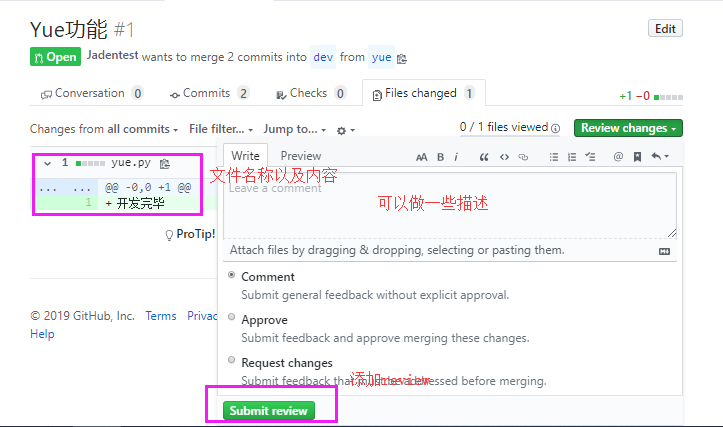 Yue功能 #1
Edit
Open Jadentest wants to merge 2 commits into dev from yue
Conversation 0 Commits 2 Checks 0 Files changed 1 +1 −0
Changes from all commits File filter... Jump to... 0 / 1 files viewed Review changes
1 yue.py
... ... @@ -0,0 +1 @@
1 + 开发完毕
文件名称以及内容
ProTip!
Write Preview AA B i
Leave a comment
可以做一些描述
Attach files by dragging & dropping, selecting or pasting them.
Comment
Submit general feedback without explicit approval.
Approve
Submit feedback and approve merging these changes.
Request changes
Submit feedback that must be addressed before merging.
添加review
Submit review
© 2019 GitHub, Inc. Terms Privac
Help